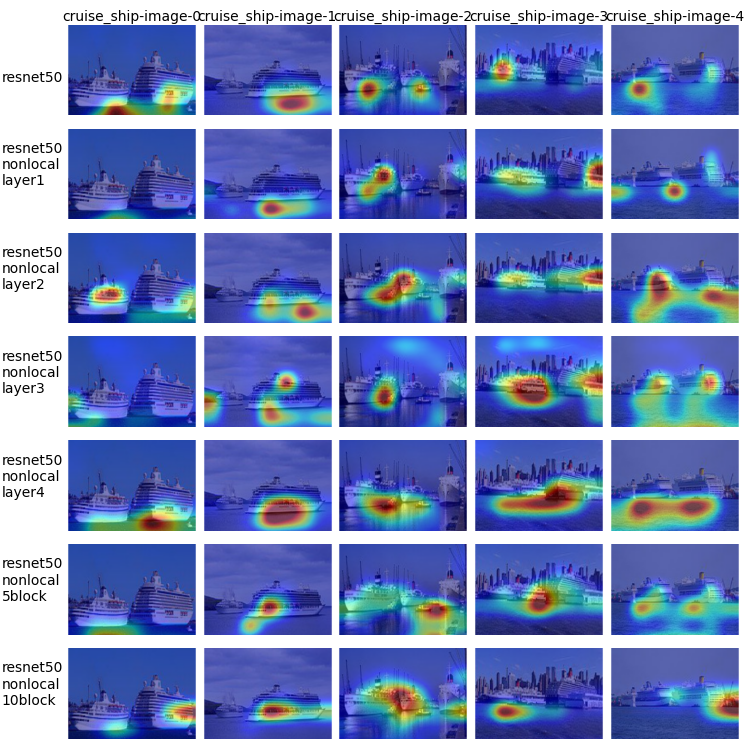 cruise_ship-image-0 cruise_ship-image-1 cruise_ship-image-2 cruise_ship-image-3 cruise_ship-image-4
resnet50
resnet50
nonlocal
layer1
resnet50
nonlocal
layer2
resnet50
nonlocal
layer3
resnet50
nonlocal
layer4
resnet50
nonlocal
5block
resnet50
nonlocal
10block